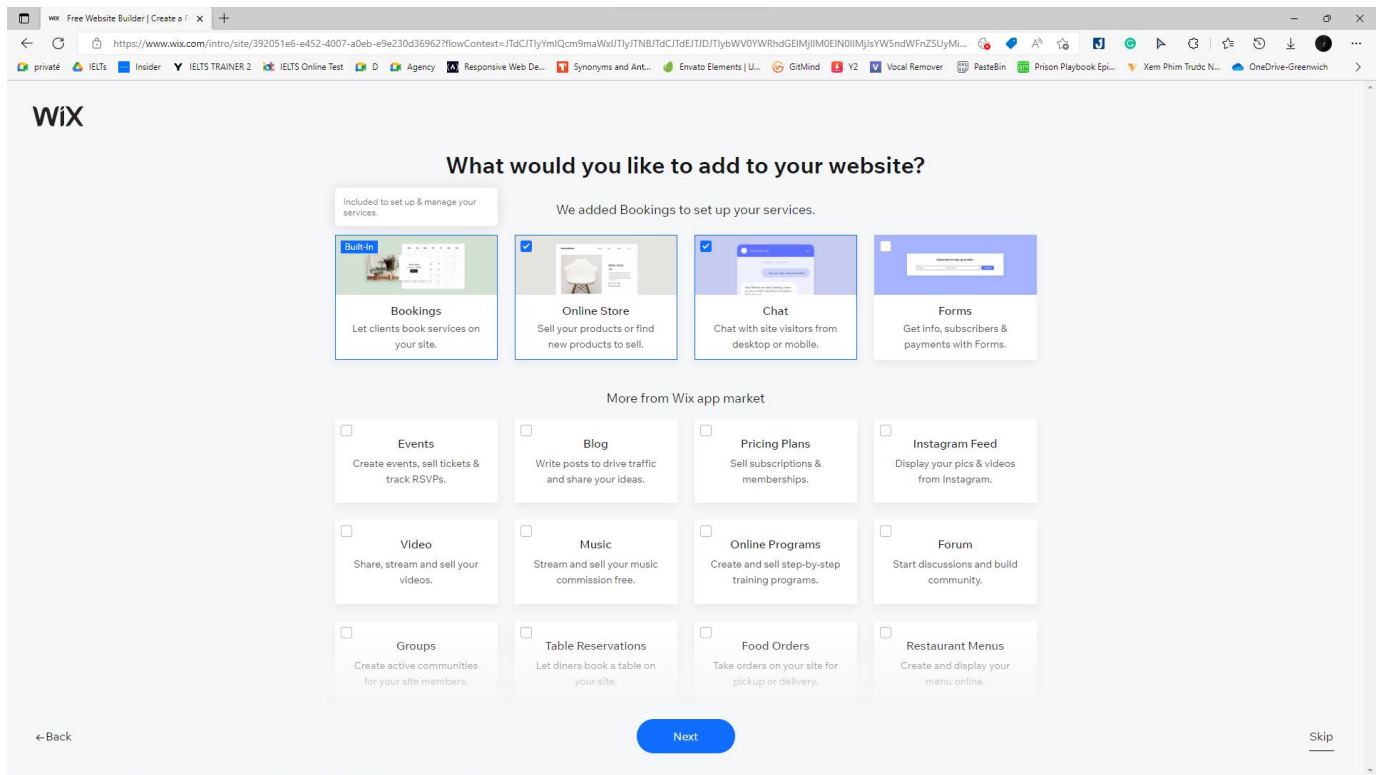 WIX Free Website Builder | Create a F
https://www.wix.com/intro/site/392051e6-e452-4007-a0eb-e9e230d36962?flowContext=
privaté IELTs Insider IELTS TRAINER 2 IELTS Online Test D Agency Responsive Web De... Synonyms and Ant... Envato Elements | U... GitMind Y2 Vocal Remover PasteBin Prison Playbook Epi... Xem Phim Trước N... OneDrive-Greenwich
WiX
What would you like to add to your website?
Included to set up & manage your
services.
We added Bookings to set up your services.
Built-In
Bookings
Let clients book services on
your site.
Online Store
Sell your products or find
new products to sell.
Chat
Chat with site visitors from
desktop or mobile.
Forms
Get info, subscribers &
payments with Forms.
More from Wix app market
Events
Create events, sell tickets &
track RSVPs.
Blog
Write posts to drive traffic
and share your ideas.
Pricing Plans
Sell subscriptions &
memberships.
Instagram Feed
Display your pics & videos
from Instagram.
Video
Share, stream and sell your
videos.
Music
Stream and sell your music
commission free.
Online Programs
Create and sell step-by-step
training programs.
Forum
Start discussions and build
community.
Groups
Create active communities
for your site members.
Table Reservations
Let diners book a table on
your site.
Food Orders
Take orders on your site for
pickup or delivery.
Restaurant Menus
Create and display your
menu online.
←Back
Next
Skip